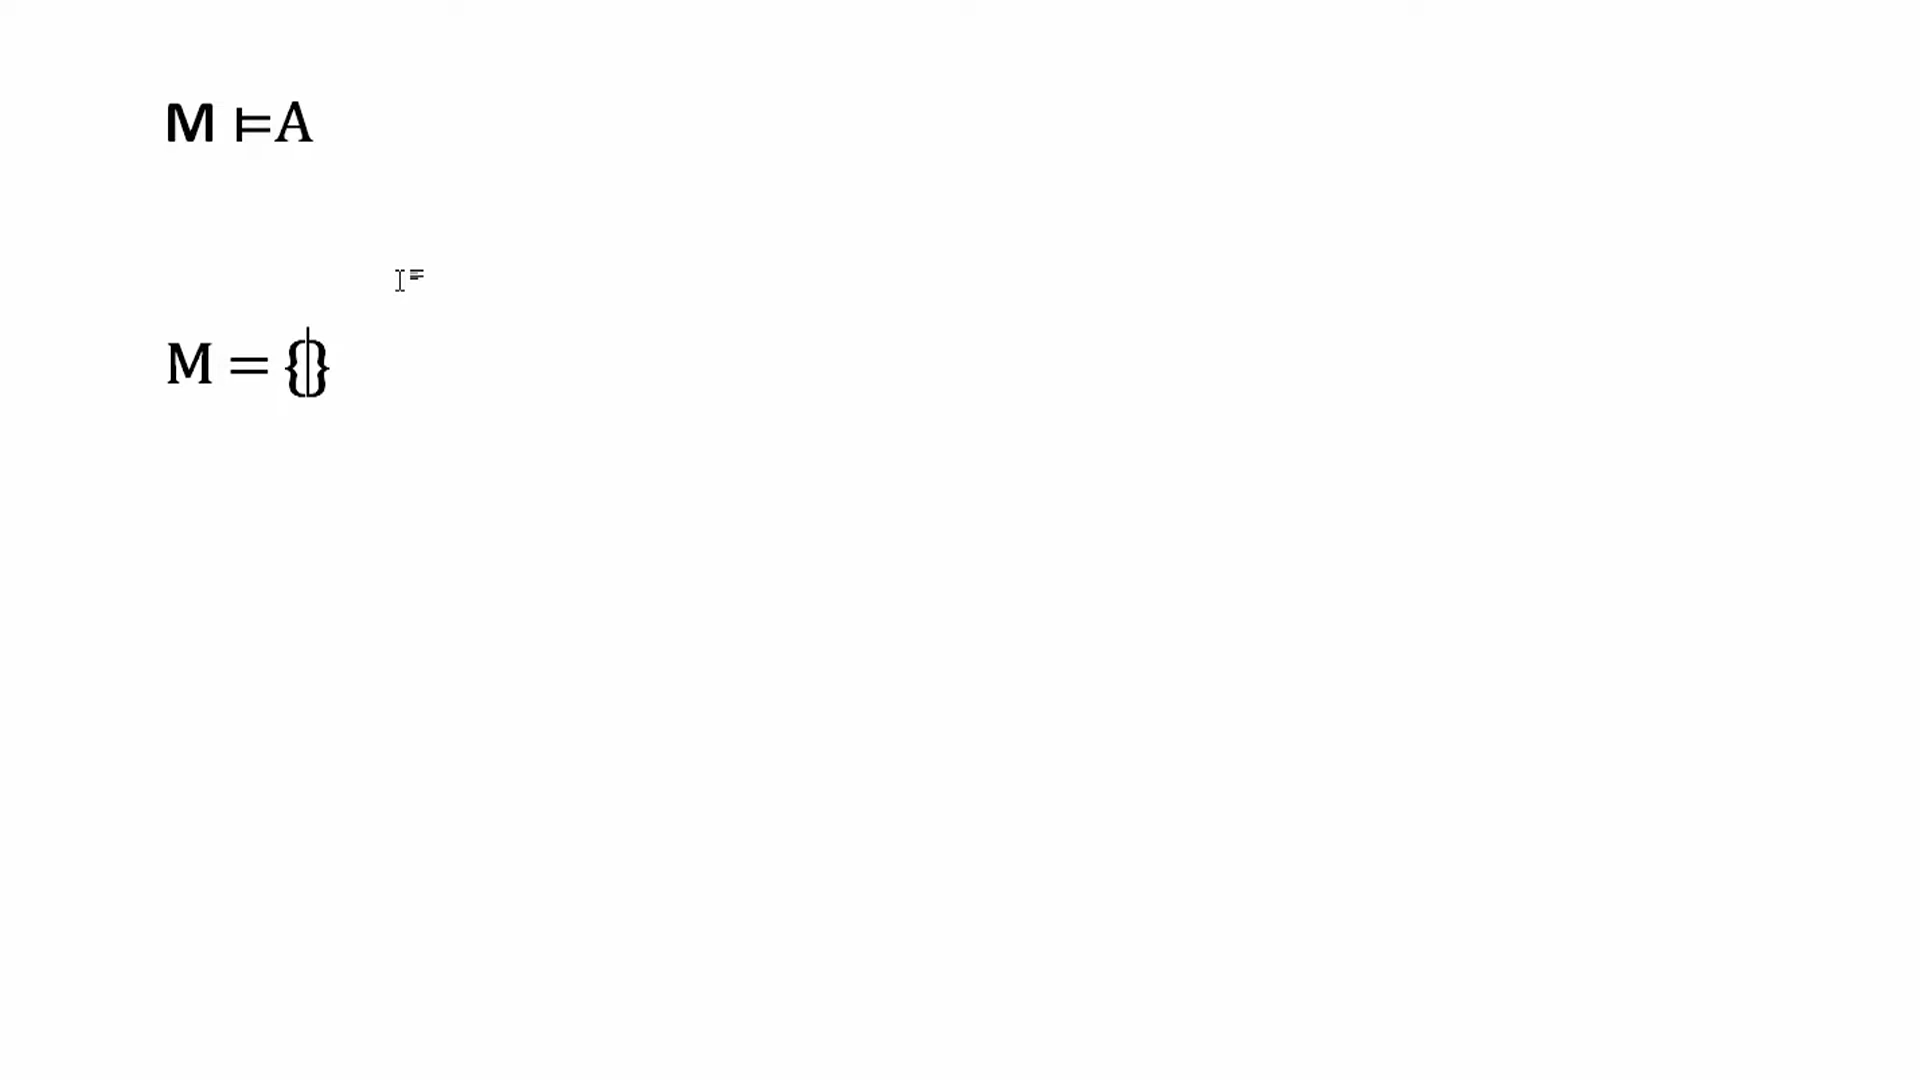 M ⊨A
M = {}